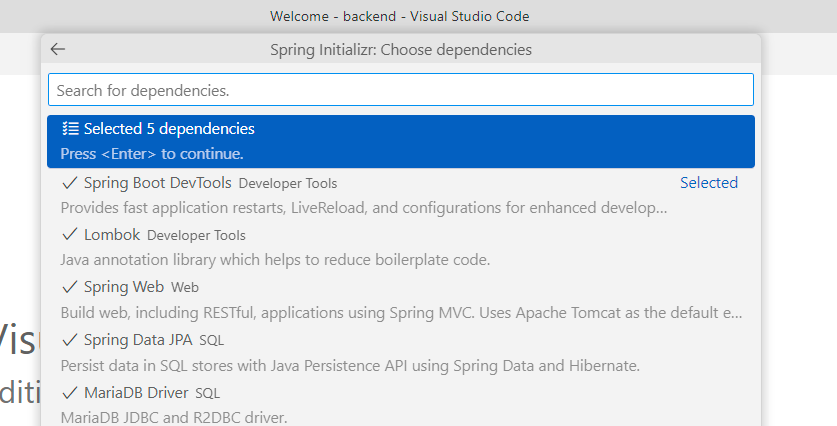 Welcome - backend - Visual Studio Code
Spring Initializr: Choose dependencies
Search for dependencies.
Selected 5 dependencies
Press <Enter> to continue.
Spring Boot DevTools Developer Tools Selected
Provides fast application restarts, LiveReload, and configurations for enhanced develop...
Lombok Developer Tools
Java annotation library which helps to reduce boilerplate code.
Spring Web Web
Build web, including RESTful, applications using Spring MVC. Uses Apache Tomcat as the default e...
Spring Data JPA SQL
Persist data in SQL stores with Java Persistence API using Spring Data and Hibernate.
MariaDB Driver SQL
MariaDB JDBC and R2DBC driver.